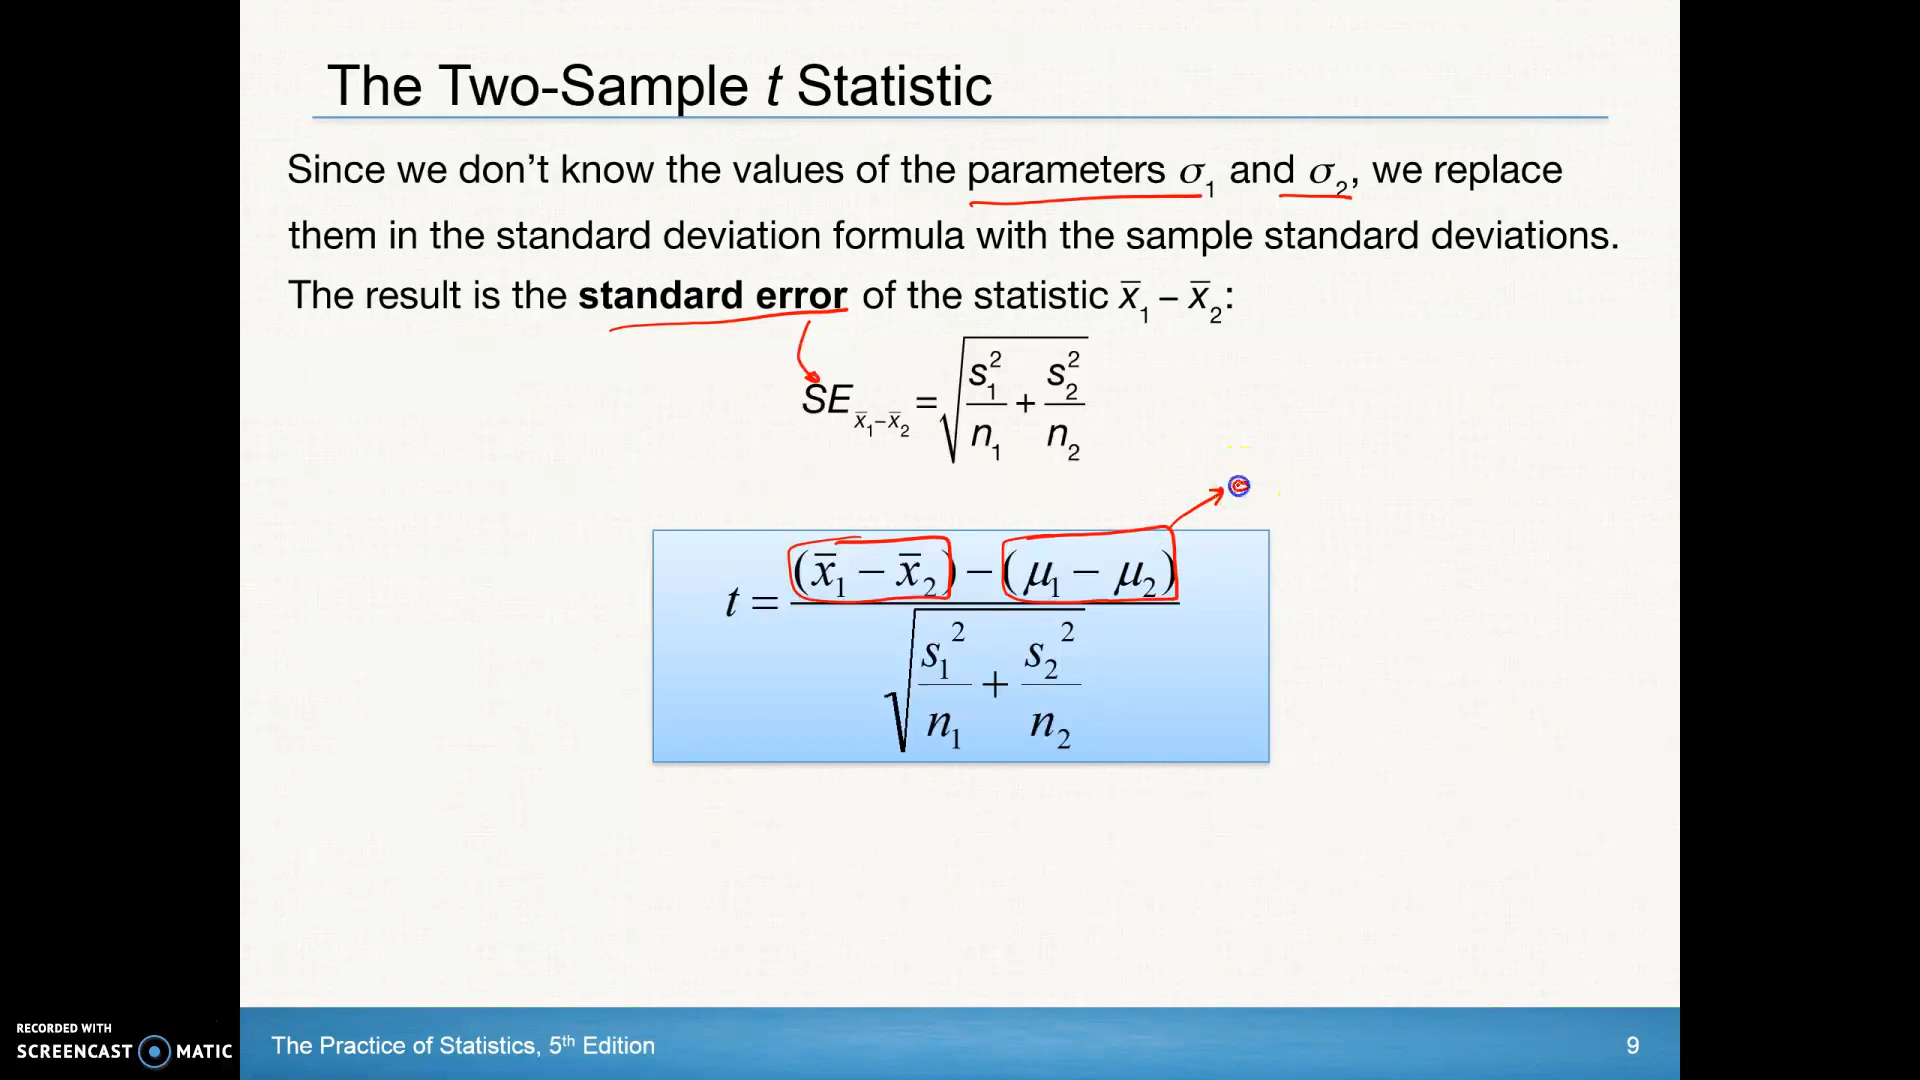 The Two-Sample t Statistic
Since we don’t know the values of the parameters σ₁ and σ₂, we replace
them in the standard deviation formula with the sample standard deviations.
The result is the standard error of the statistic x̅₁ – x̅₂:
SE x̅₁−x̅₂ = √(s₁²/n₁ + s₂²/n₂)
t = ((x̅₁ − x̅₂) − (μ₁ − μ₂)) / √(s₁²/n₁ + s₂²/n₂)
RECORDED WITH
SCREENCAST MATIC
The Practice of Statistics, 5th Edition
9